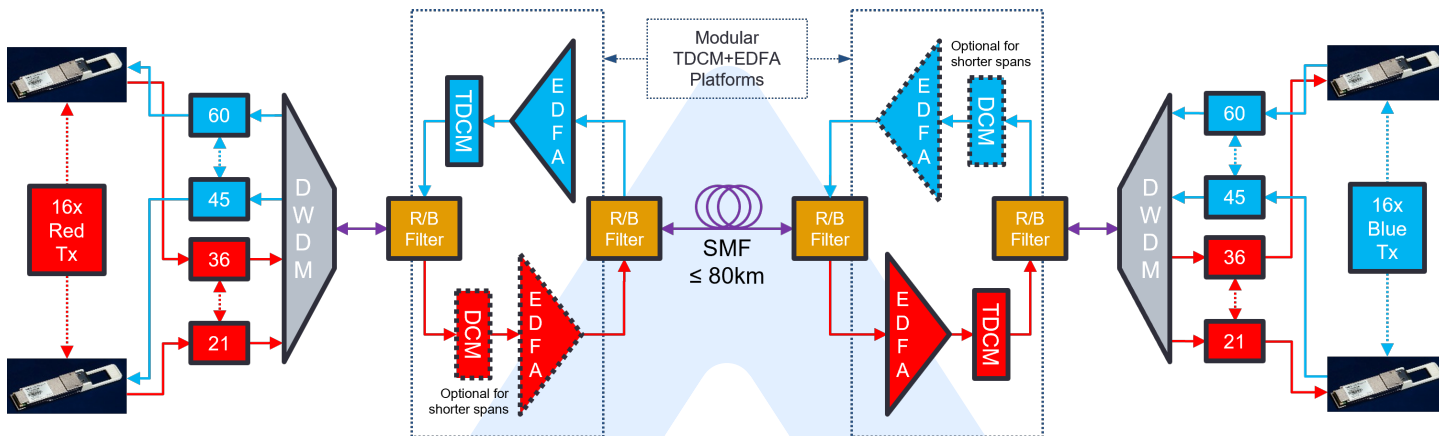 Modular
TDCM+EDFA
Platforms
16x
Red
Tx
60
45
36
21
DWDM
R/B
Filter
TDCM
EDFA
DCM
EDFA
Optional for
shorter spans
R/B
Filter
SMF
≤ 80km
R/B
Filter
EDFA
DCM
Optional for
shorter spans
EDFA
TDCM
R/B
Filter
DWDM
60
45
36
21
16x
Blue
Tx